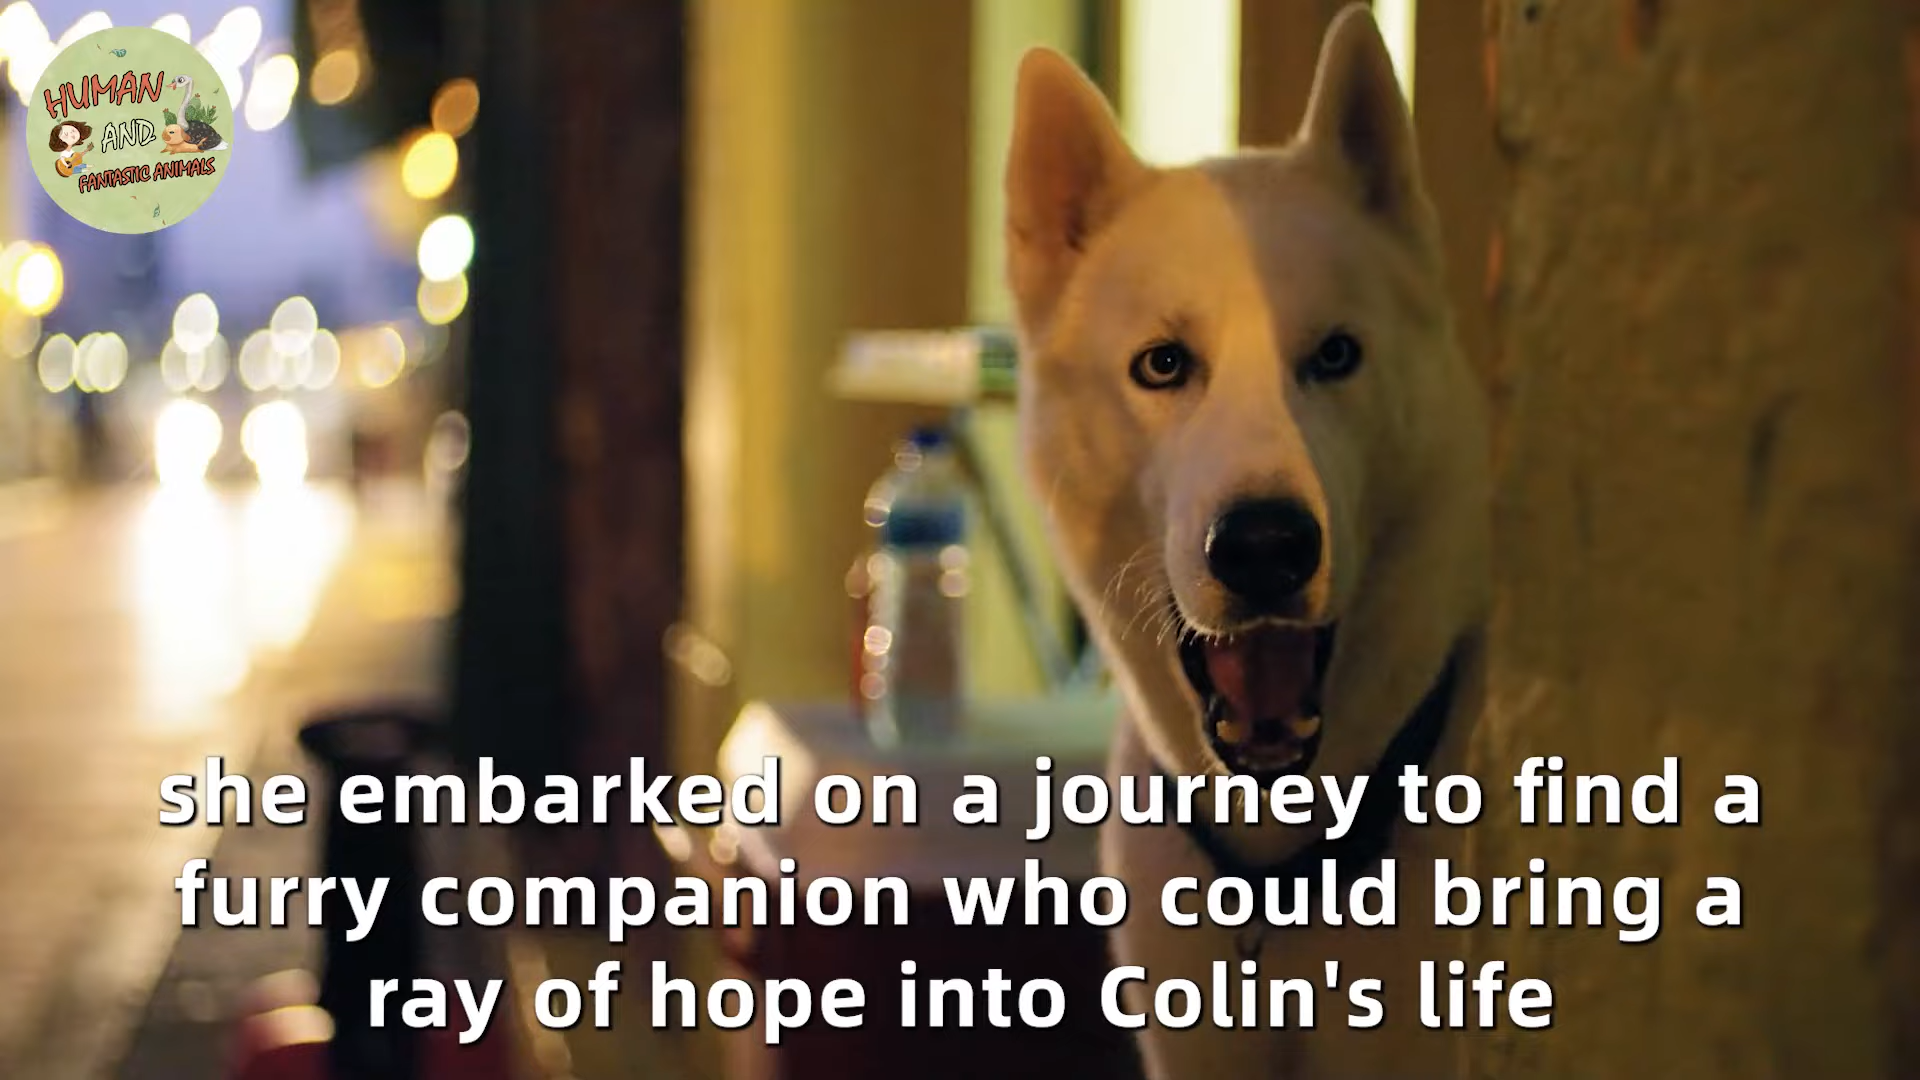 HUMAN
AND
FANTASTIC ANIMALS
she embarked on a journey to find a
furry companion who could bring a
ray of hope into Colin's life